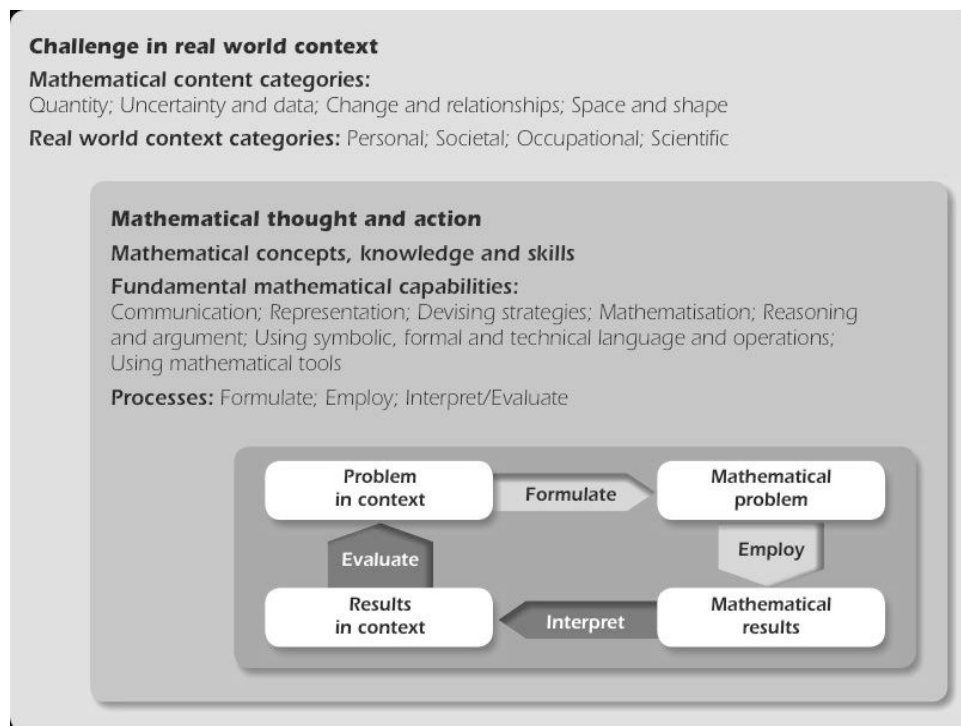 Challenge in real world context
Mathematical content categories:
Quantity; Uncertainty and data; Change and relationships; Space and shape
Real world context categories: Personal; Societal; Occupational; Scientific
Mathematical thought and action
Mathematical concepts, knowledge and skills
Fundamental mathematical capabilities:
Communication; Representation; Devising strategies; Mathematisation; Reasoning
and argument; Using symbolic, formal and technical language and operations;
Using mathematical tools
Processes: Formulate; Employ; Interpret/Evaluate
Problem
in context
Formulate
Mathematical
problem
Evaluate
Employ
Results
in context
Interpret
Mathematical
results